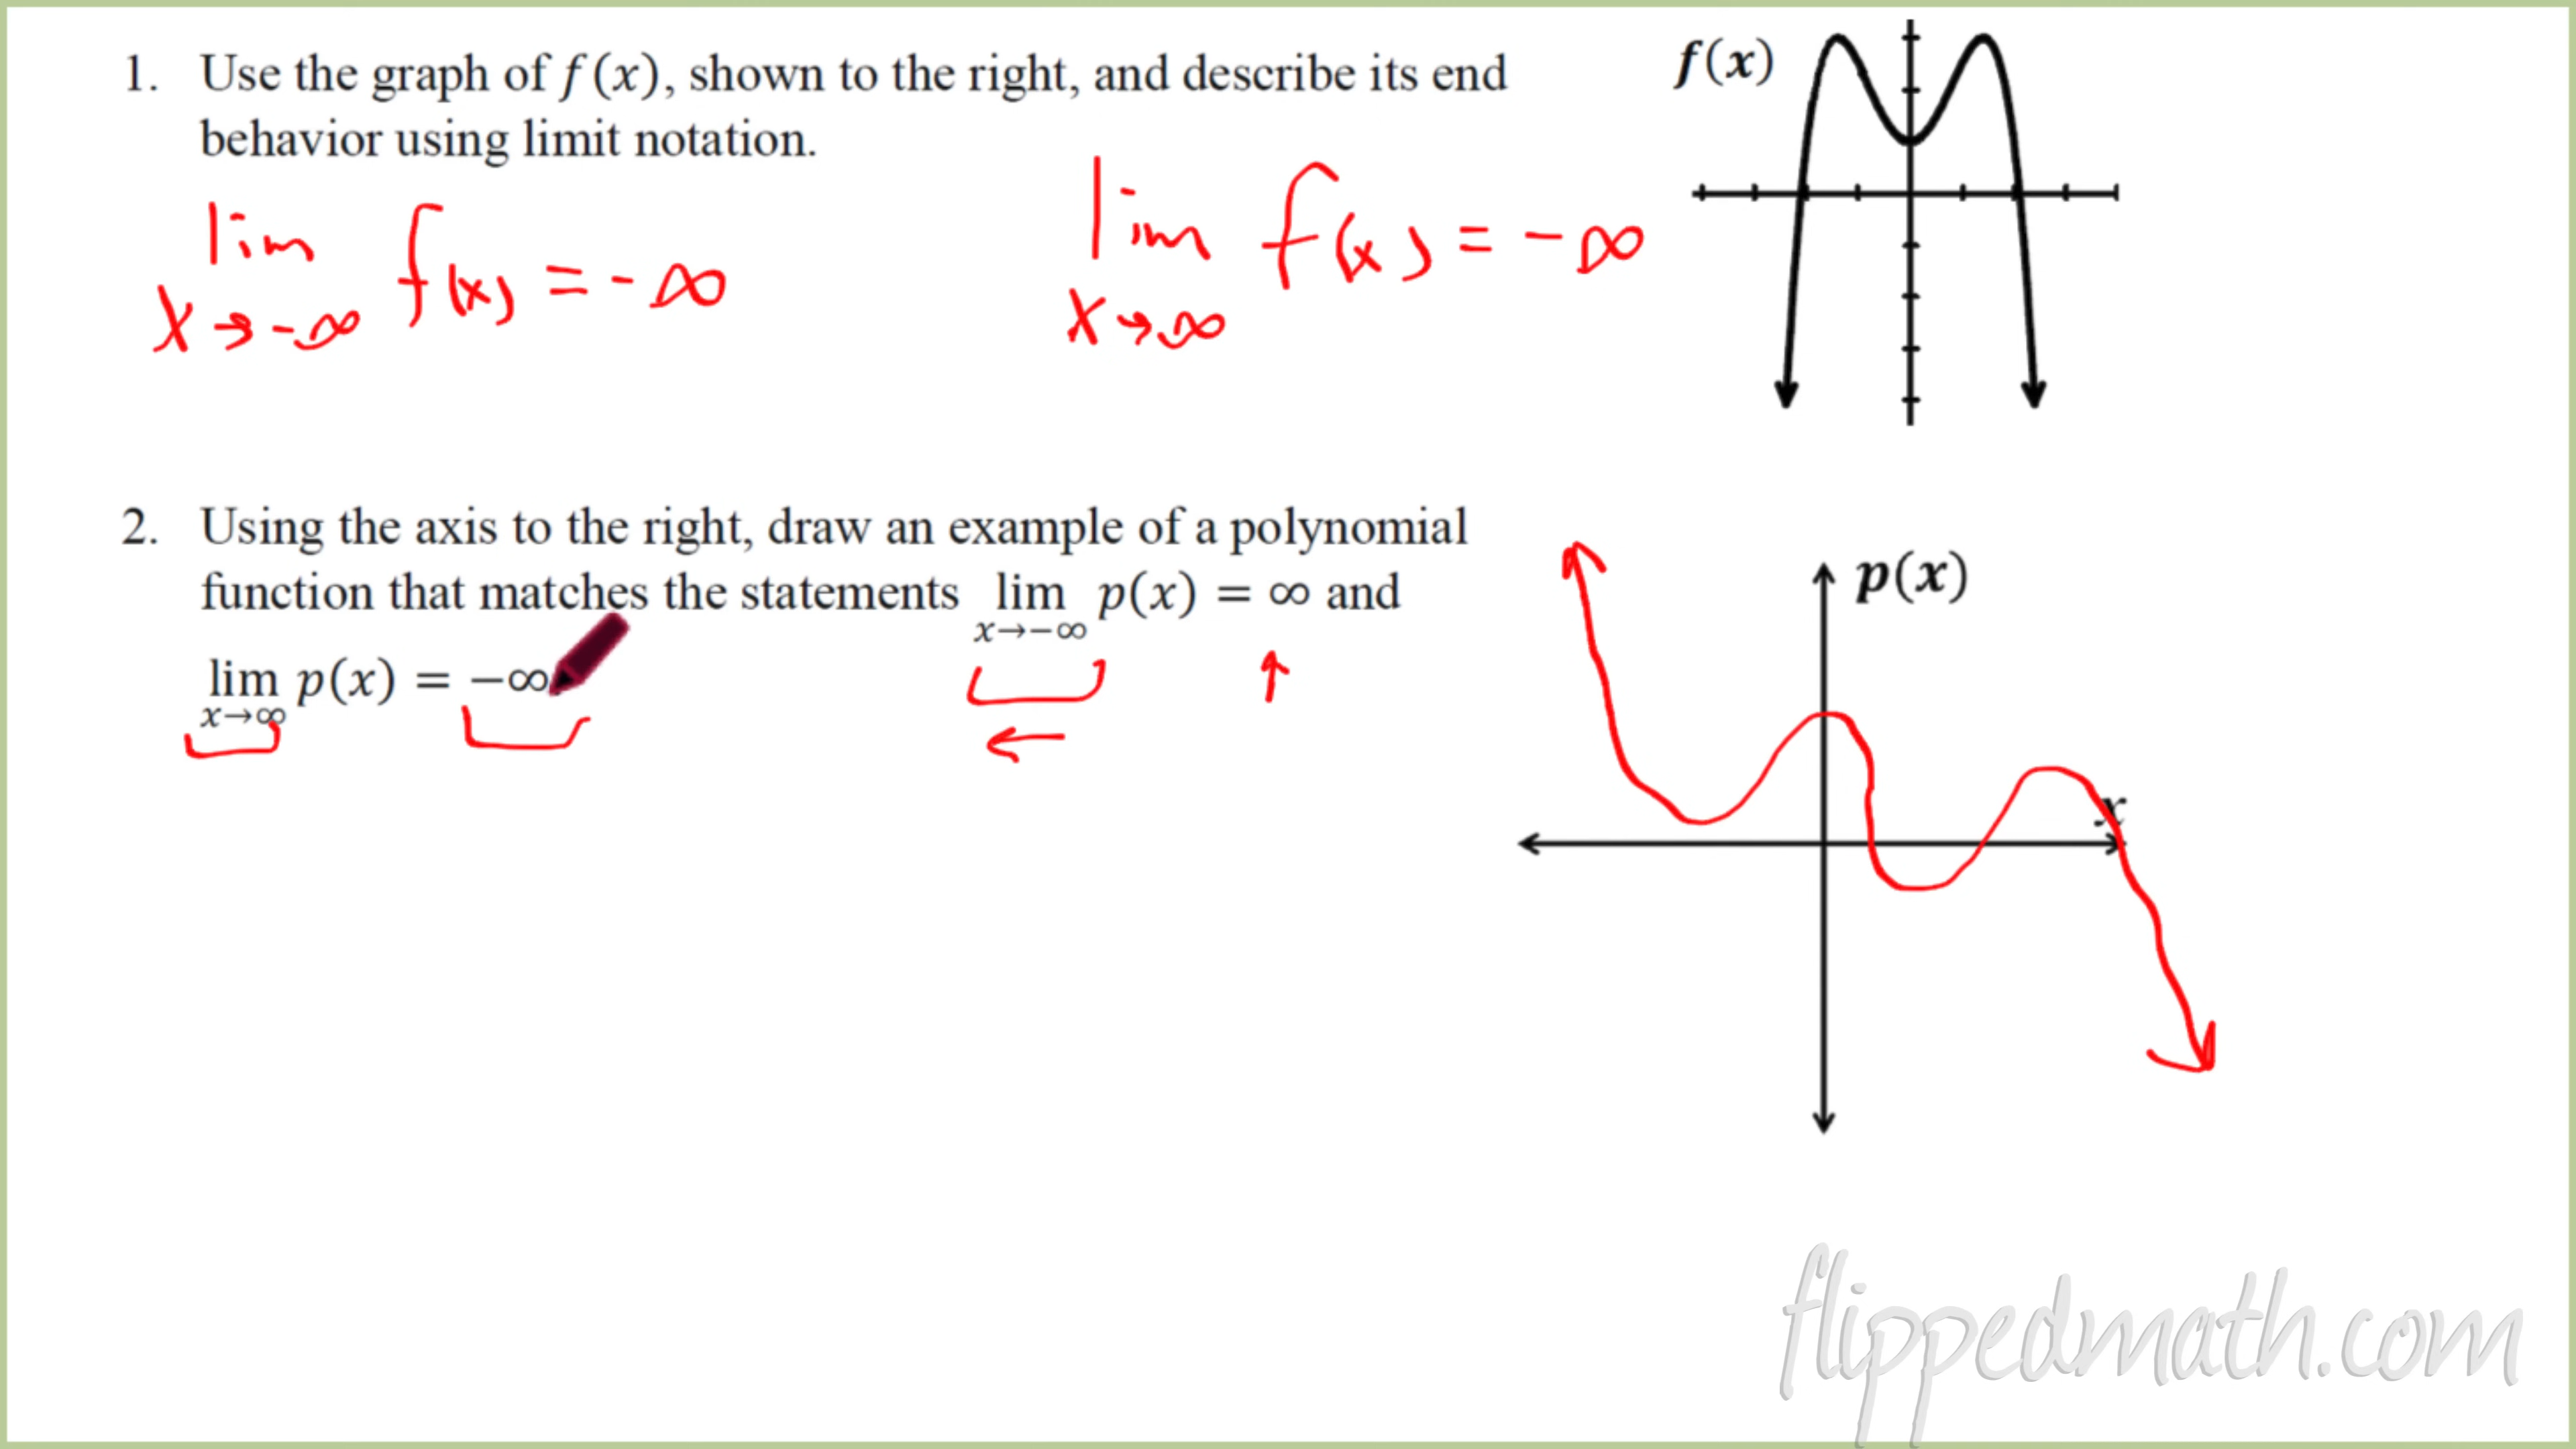 1. Use the graph of f(x), shown to the right, and describe its end
behavior using limit notation.
f(x)
lim f(x) = -∞
x→-∞
lim f(x) = -∞
x→∞
2. Using the axis to the right, draw an example of a polynomial
function that matches the statements lim p(x) = ∞ and
x→−∞
lim p(x) = −∞
x→∞
p(x)
x
flippedmath.com